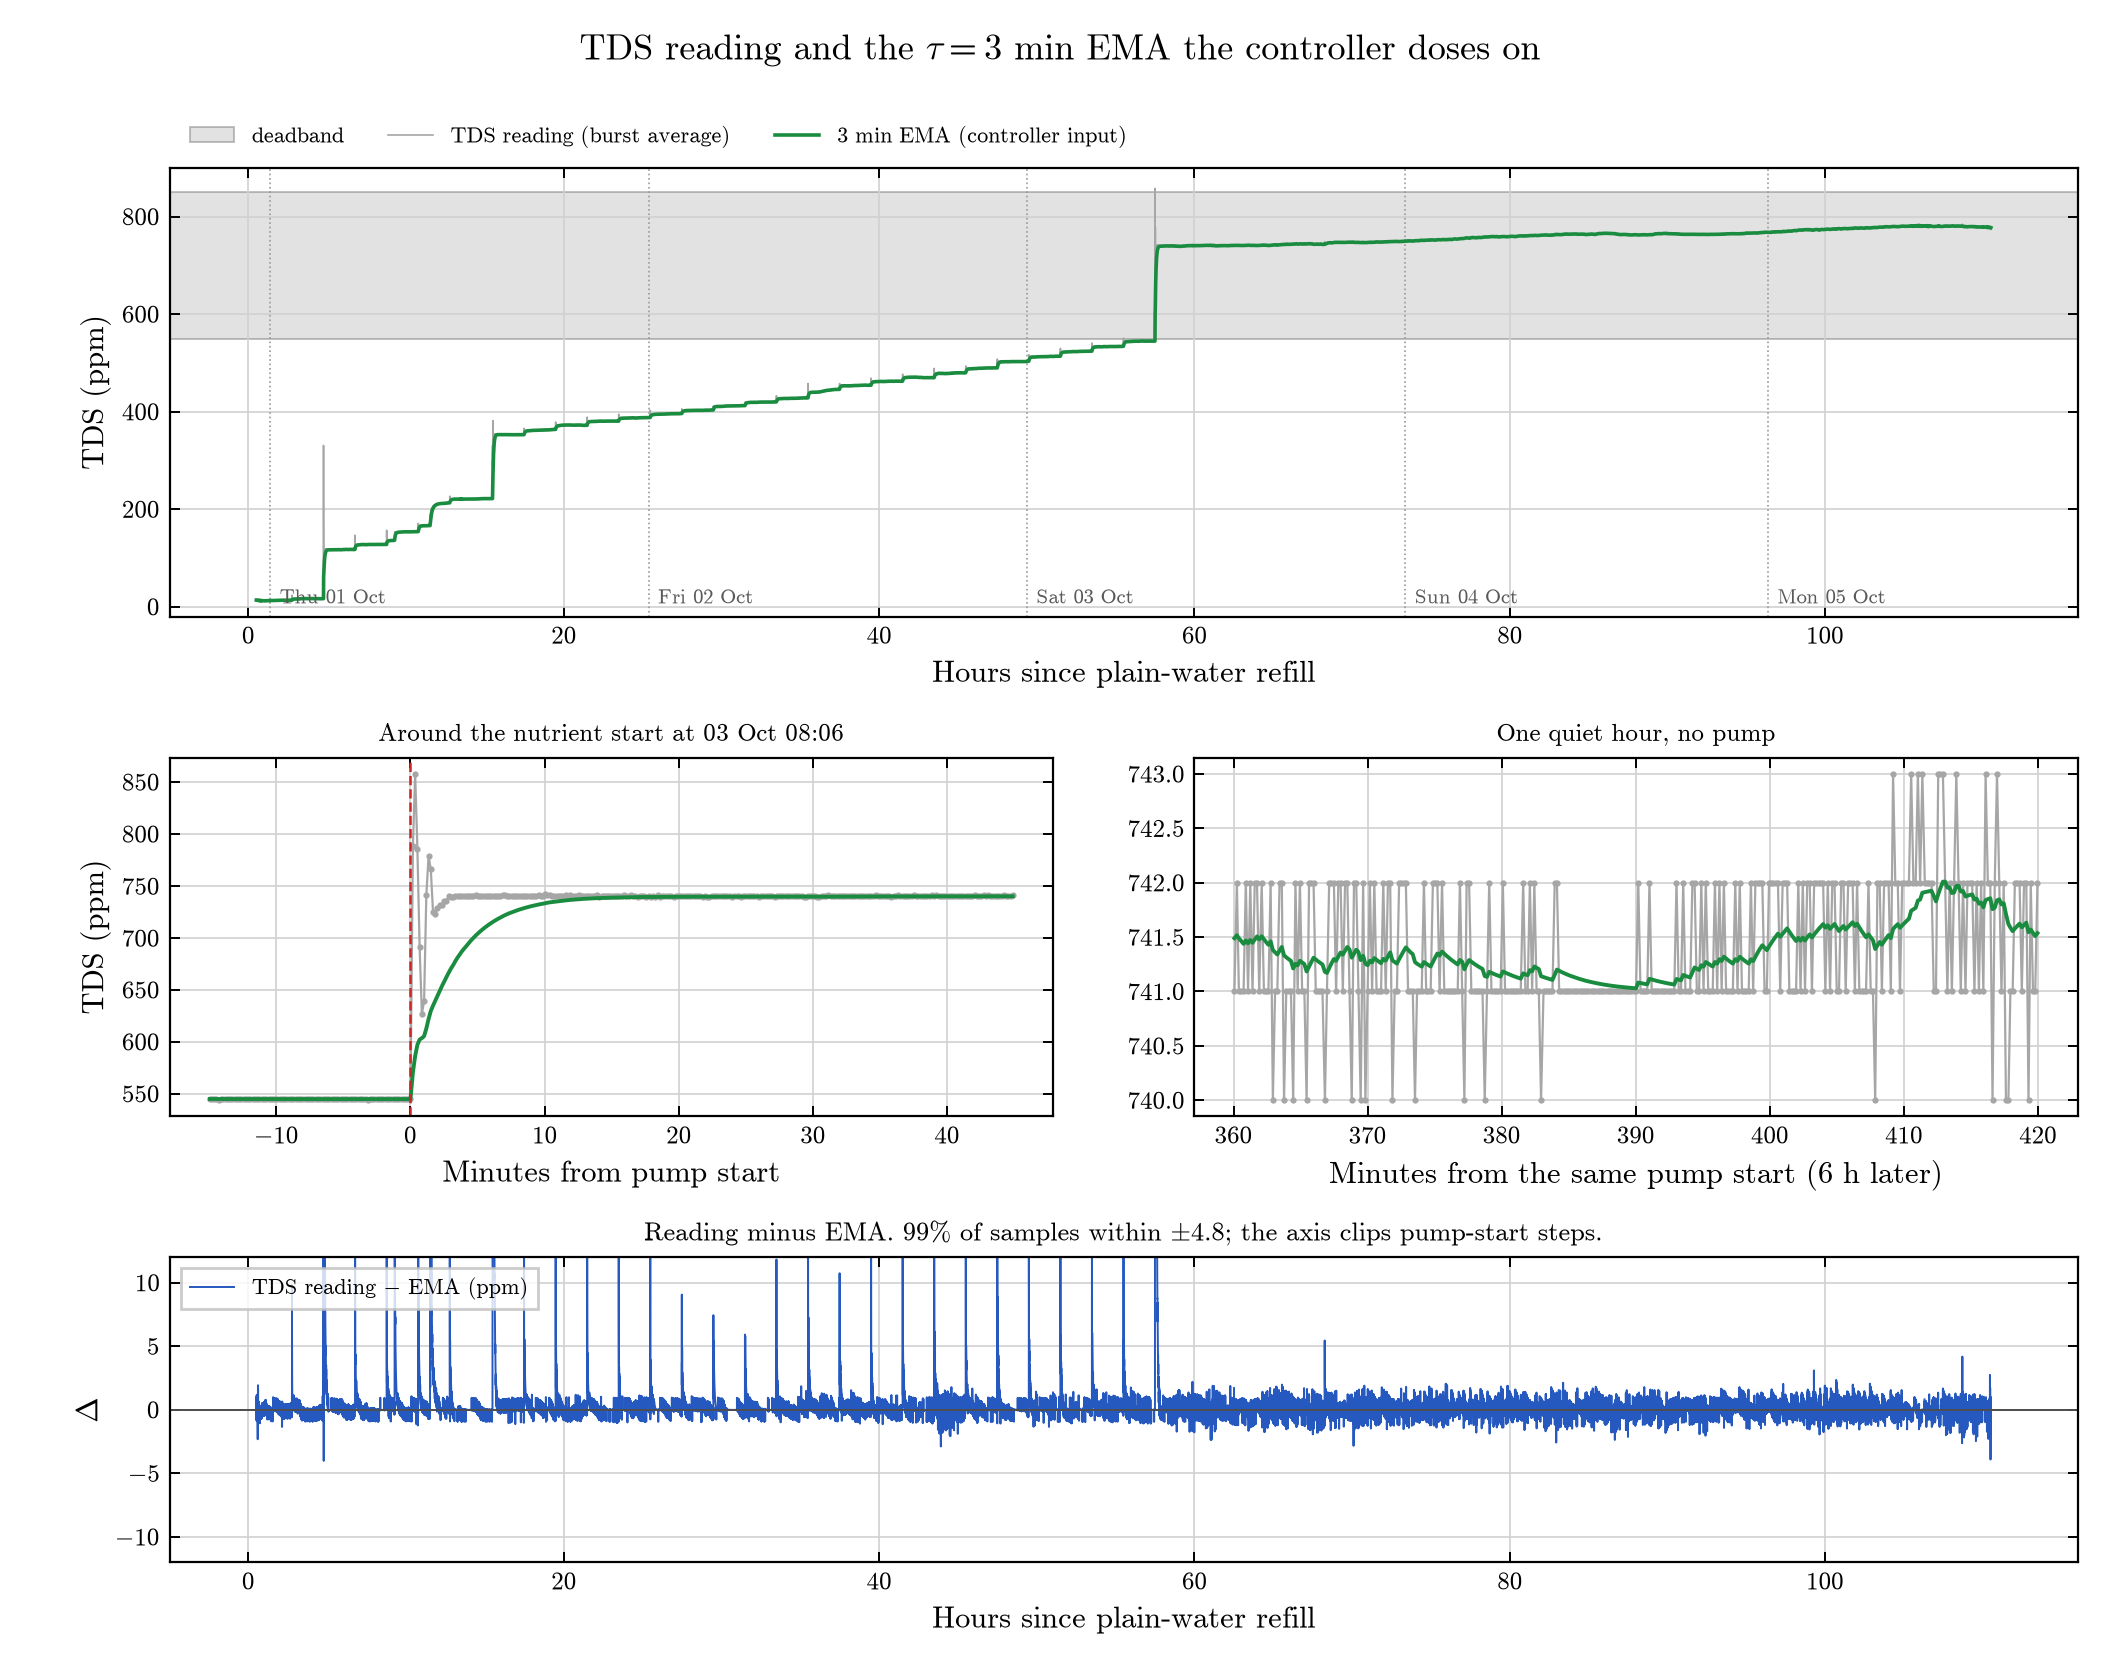 TDS reading and the τ = 3 min EMA the controller doses on
deadband
TDS reading (burst average)
3 min EMA (controller input)
TDS (ppm)
800
600
400
200
0
Thu 01 Oct
Fri 02 Oct
Sat 03 Oct
Sun 04 Oct
Mon 05 Oct
0 20 40 60 80 100
Hours since plain-water refill
Around the nutrient start at 03 Oct 08:06
TDS (ppm)
850
800
750
700
650
600
550
−10 0 10 20 30 40
Minutes from pump start
One quiet hour, no pump
743.0
742.5
742.0
741.5
741.0
740.5
740.0
360 370 380 390 400 410 420
Minutes from the same pump start (6 h later)
Reading minus EMA. 99% of samples within ±4.8; the axis clips pump-start steps.
TDS reading − EMA (ppm)
Δ
10
5
0
−5
−10
0 20 40 60 80 100
Hours since plain-water refill